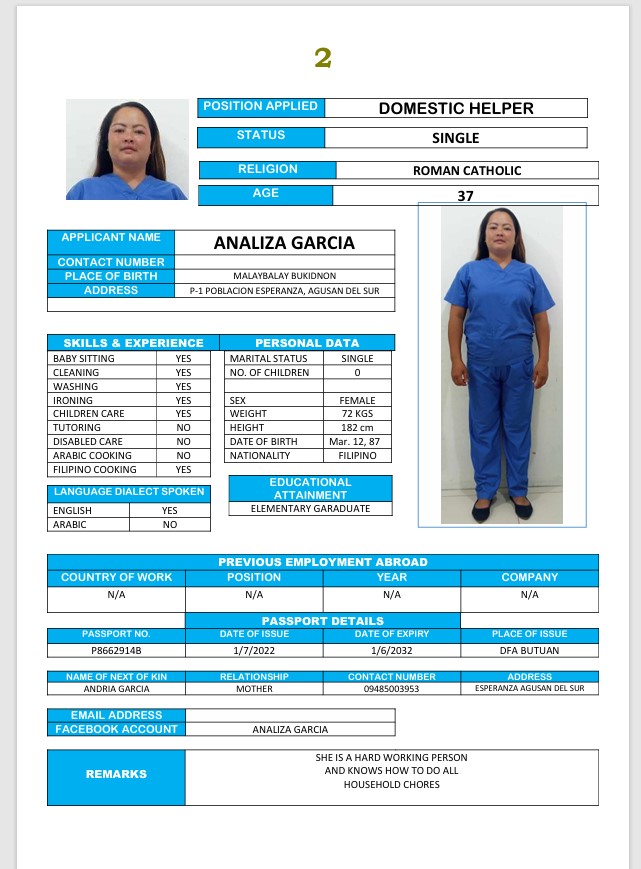 2
POSITION APPLIED DOMESTIC HELPER
STATUS SINGLE
RELIGION ROMAN CATHOLIC
AGE 37
APPLICANT NAME ANALIZA GARCIA
CONTACT NUMBER
PLACE OF BIRTH MALAYBALAY BUKIDNON
ADDRESS P-1 POBLACION ESPERANZA, AGUSAN DEL SUR
SKILLS & EXPERIENCE PERSONAL DATA
BABY SITTING YES MARITAL STATUS SINGLE
CLEANING YES NO. OF CHILDREN 0
WASHING YES
IRONING YES SEX FEMALE
CHILDREN CARE YES WEIGHT 72 KGS
TUTORING NO HEIGHT 182 cm
DISABLED CARE NO DATE OF BIRTH Mar. 12, 87
ARABIC COOKING NO NATIONALITY FILIPINO
FILIPINO COOKING YES
EDUCATIONAL
ATTAINMENT
LANGUAGE DIALECT SPOKEN
ENGLISH YES ELEMENTARY GARADUATE
ARABIC NO
PREVIOUS EMPLOYMENT ABROAD
COUNTRY OF WORK POSITION YEAR COMPANY
N/A N/A N/A N/A
PASSPORT DETAILS
PASSPORT NO. DATE OF ISSUE DATE OF EXPIRY PLACE OF ISSUE
P8662914B 1/7/2022 1/6/2032 DFA BUTUAN
NAME OF NEXT OF KIN RELATIONSHIP CONTACT NUMBER ADDRESS
ANDRIA GARCIA MOTHER 09485003953 ESPERANZA AGUSAN DEL SUR
EMAIL ADDRESS
FACEBOOK ACCOUNT ANALIZA GARCIA
REMARKS
SHE IS A HARD WORKING PERSON
AND KNOWS HOW TO DO ALL
HOUSEHOLD CHORES